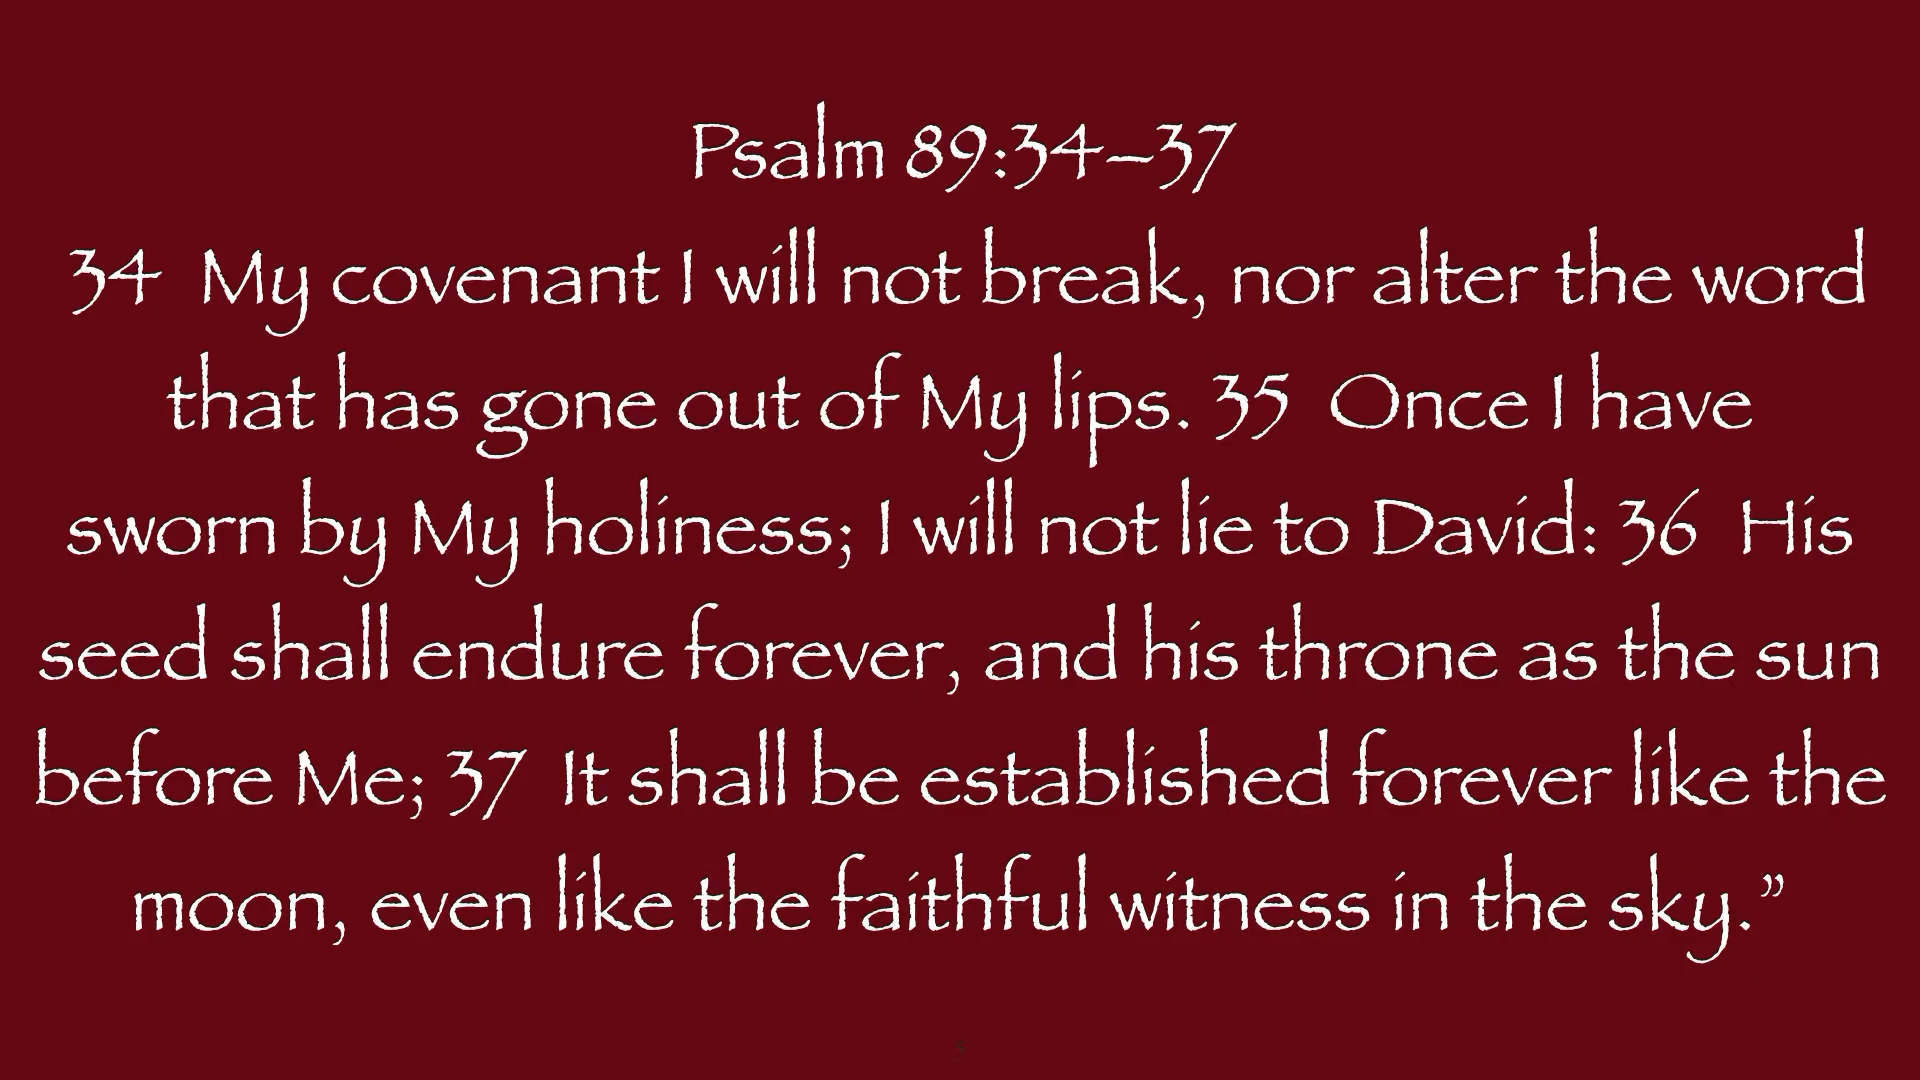 Psalm 89:34–37
34  My covenant I will not break, nor alter the word
that has gone out of My lips. 35  Once I have
sworn by My holiness; I will not lie to David: 36  His
seed shall endure forever, and his throne as the sun
before Me; 37  It shall be established forever like the
moon, even like the faithful witness in the sky.”